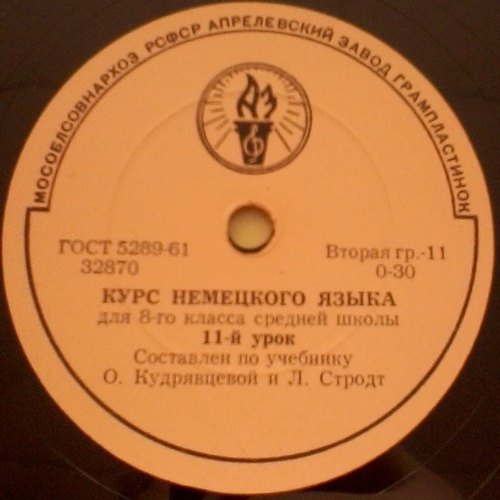 МОСОБЛСОВНАРХОЗ РСФСР АПРЕЛЕВСКИЙ ЗАВОД ГРАМПЛАСТИНОК
АЗ
ГОСТ 5289-61
32870
Вторая гр.-11
0-30
КУРС НЕМЕЦКОГО ЯЗЫКА
для 8-го класса средней школы
11-й урок
Составлен по учебнику
О. Кудрявцевой и Л. Стродт